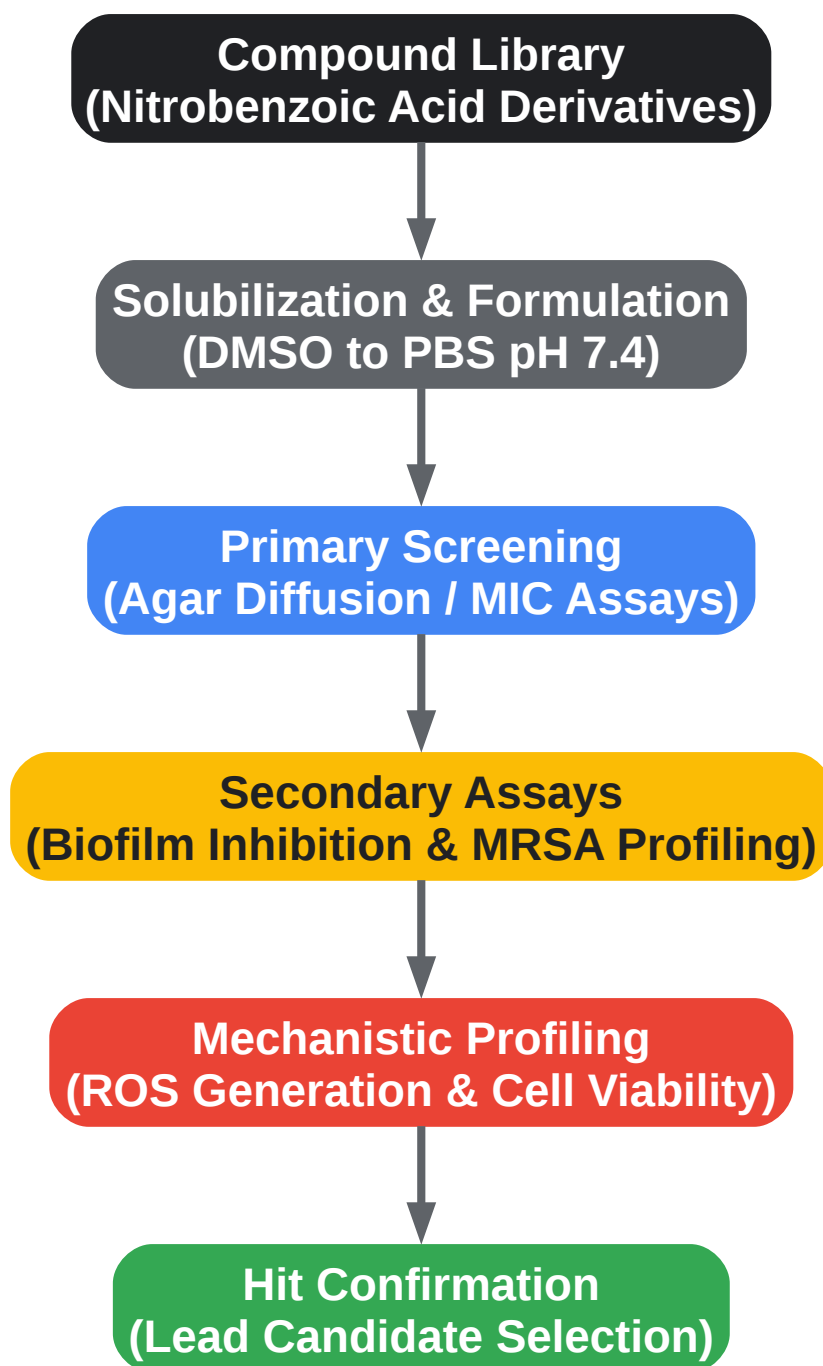 Compound Library
(Nitrobenzoic Acid Derivatives)
Solubilization & Formulation
(DMSO to PBS pH 7.4)
Primary Screening
(Agar Diffusion / MIC Assays)
Secondary Assays
(Biofilm Inhibition & MRSA Profiling)
Mechanistic Profiling
(ROS Generation & Cell Viability)
Hit Confirmation
(Lead Candidate Selection)